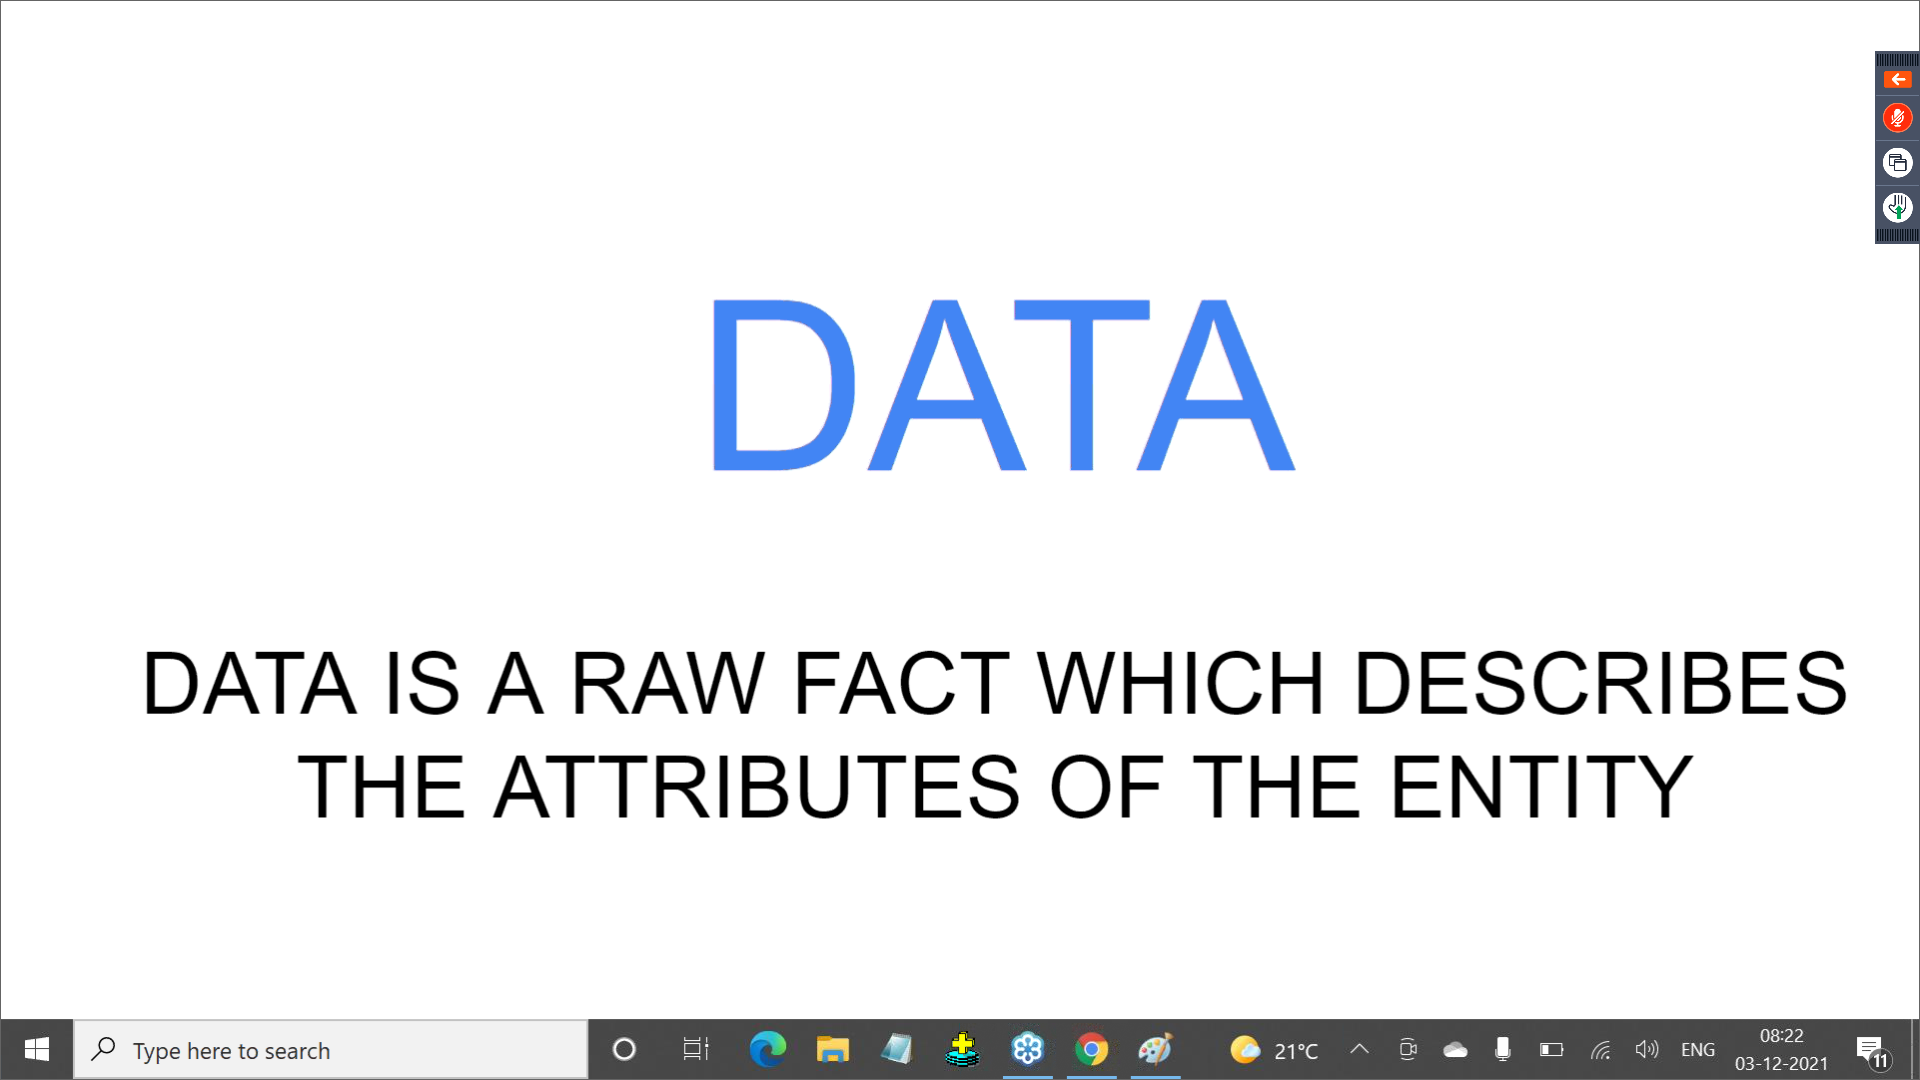 DATA
DATA IS A RAW FACT WHICH DESCRIBES
THE ATTRIBUTES OF THE ENTITY
Type here to search
21°C
ENG
08:22
03-12-2021
11